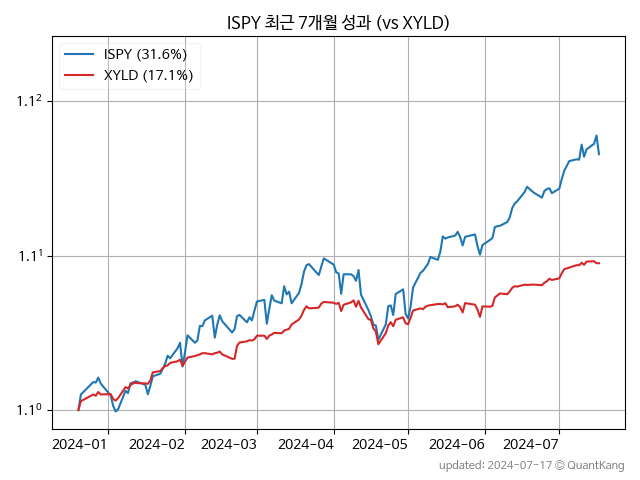 ISPY 최근 7개월 성과 (vs XYLD)
ISPY (31.6%)
XYLD (17.1%)
1.1²
1.1¹
1.1⁰
2024-01 2024-02 2024-03 2024-04 2024-05 2024-06 2024-07
updated: 2024-07-17 © QuantKang